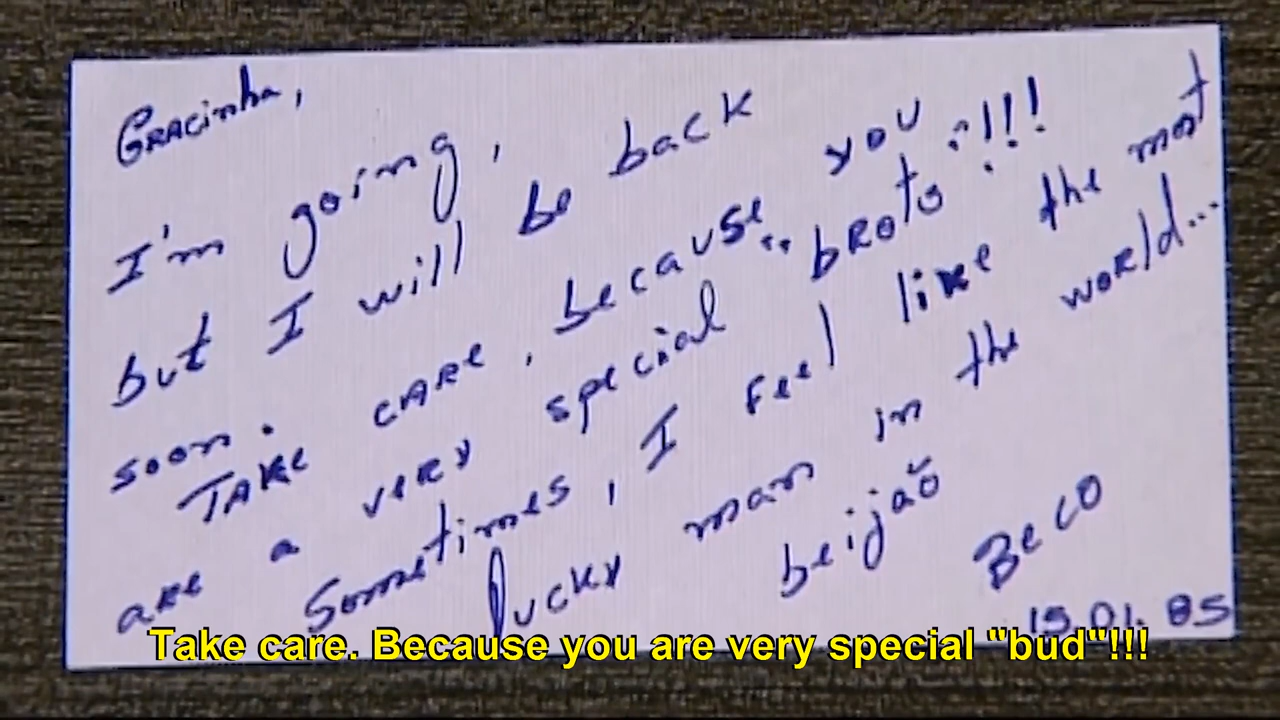 Gracinha,
I'm going,
but I will be back
soon.
Take care, because you
are a very special "broto"!!!
Sometimes, I feel like the most
lucky man in the world...
beijão
Beco
15.01.85
Take care. Because you are very special "bud"!!!